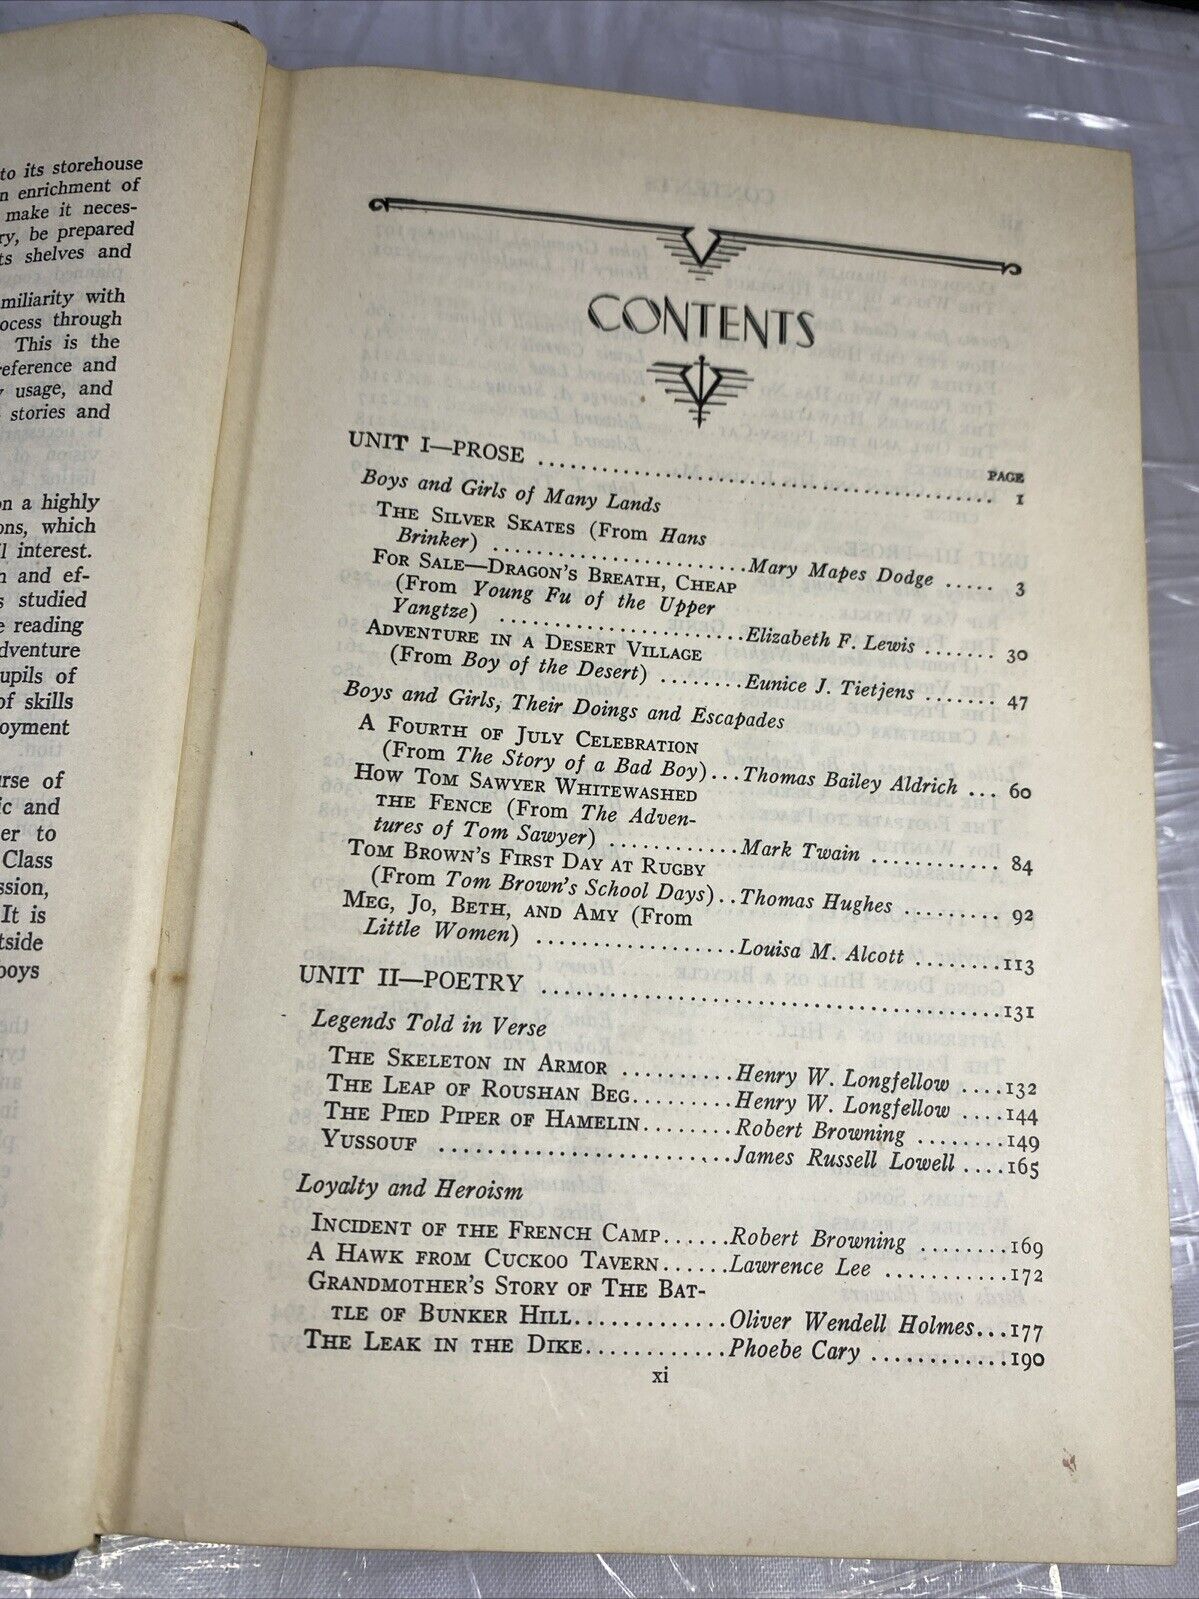 to its storehouse
enrichment of
make it neces-
be prepared
shelves and
with
through
This is the
and
usage, and
stories and
on a highly
which
interest.
and ef-
studied
reading
of
of skills
of
and
to
Class
It is
boys
CONTENTS
PAGE
UNIT I—PROSE .......... 1
Boys and Girls of Many Lands
THE SILVER SKATES (From Hans
Brinker) .......... Mary Mapes Dodge ..... 3
FOR SALE—DRAGON'S BREATH, CHEAP
(From Young Fu of the Upper
Yangtze) .......... Elizabeth F. Lewis ....... 30
ADVENTURE IN A DESERT VILLAGE
(From Boy of the Desert) ........ Eunice J. Tietjens ....... 47
Boys and Girls, Their Doings and Escapades
A FOURTH OF JULY CELEBRATION
(From The Story of a Bad Boy)... Thomas Bailey Aldrich ... 60
HOW TOM SAWYER WHITEWASHED
THE FENCE (From The Adven-
tures of Tom Sawyer) .......... Mark Twain ............ 84
TOM BROWN'S FIRST DAY AT RUGBY
(From Tom Brown's School Days).. Thomas Hughes ......... 92
MEG, JO, BETH, AND AMY (From
Little Women) .......... Louisa M. Alcott ........ 113
UNIT II—POETRY .......... 131
Legends Told in Verse
THE SKELETON IN ARMOR .......... Henry W. Longfellow .... 132
THE LEAP OF ROUSHAN BEG......... Henry W. Longfellow .... 144
THE PIED PIPER OF HAMELIN........ Robert Browning ........ 149
YUSSOUF .......... James Russell Lowell .... 165
Loyalty and Heroism
INCIDENT OF THE FRENCH CAMP...... Robert Browning ........ 169
A HAWK FROM CUCKOO TAVERN...... Lawrence Lee ........... 172
GRANDMOTHER'S STORY OF THE BAT-
TLE OF BUNKER HILL............. Oliver Wendell Holmes... 177
THE LEAK IN THE DIKE............ Phoebe Cary ............ 190
xi